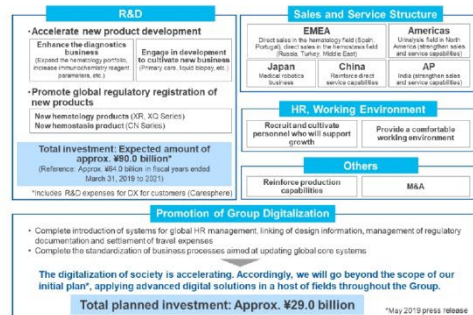 R&D
•Accelerate new product development
Enhance the diagnostics
business
(Expand the hematology portfolio,
increase immunochemistry reagent
parameters, etc.)
Engage in development
to cultivate new business
(Primary care, liquid biopsy, etc.)
•Promote global regulatory registration of
new products
New hematology products (XR, XQ Series)
New hemostasis product (CN Series)
Total investment: Expected amount of
approx. ¥90.0 billion*
(Reference: Approx. ¥64.0 billion in fiscal years ended
March 31, 2019 to 2021)
*Includes R&D expenses for DX for customers (Caresphere)
Sales and Service Structure
EMEA
Direct sales in the hematology field (Spain,
Portugal), direct sales in the hemostasis field
(Russia, Turkey, Middle East)
Americas
Urinalysis field in North
America (strengthen sales
and service capabilities)
Japan
Medical robotics
business
China
Reinforce direct
service capabilities
AP
India (strengthen sales
and service capabilities)
HR, Working Environment
Recruit and cultivate
personnel who will support
growth
Provide a comfortable
working environment
Others
Reinforce production
capabilities
M&A
Promotion of Group Digitalization
• Complete introduction of systems for global HR management, linking of design information, management of regulatory
documentation and settlement of travel expenses
• Complete the standardization of business processes aimed at updating global core systems
The digitalization of society is accelerating. Accordingly, we will go beyond the scope of our
initial plan*, applying advanced digital solutions in a host of fields throughout the Group.
Total planned investment: Approx. ¥29.0 billion
*May 2019 press release